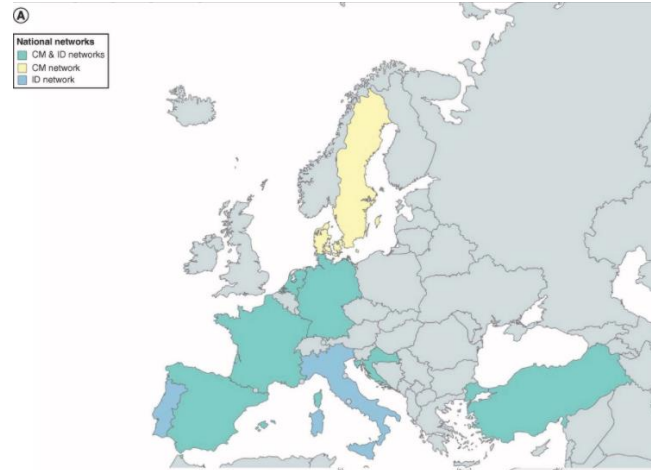 A
National networks
CM & ID networks
CM network
ID network